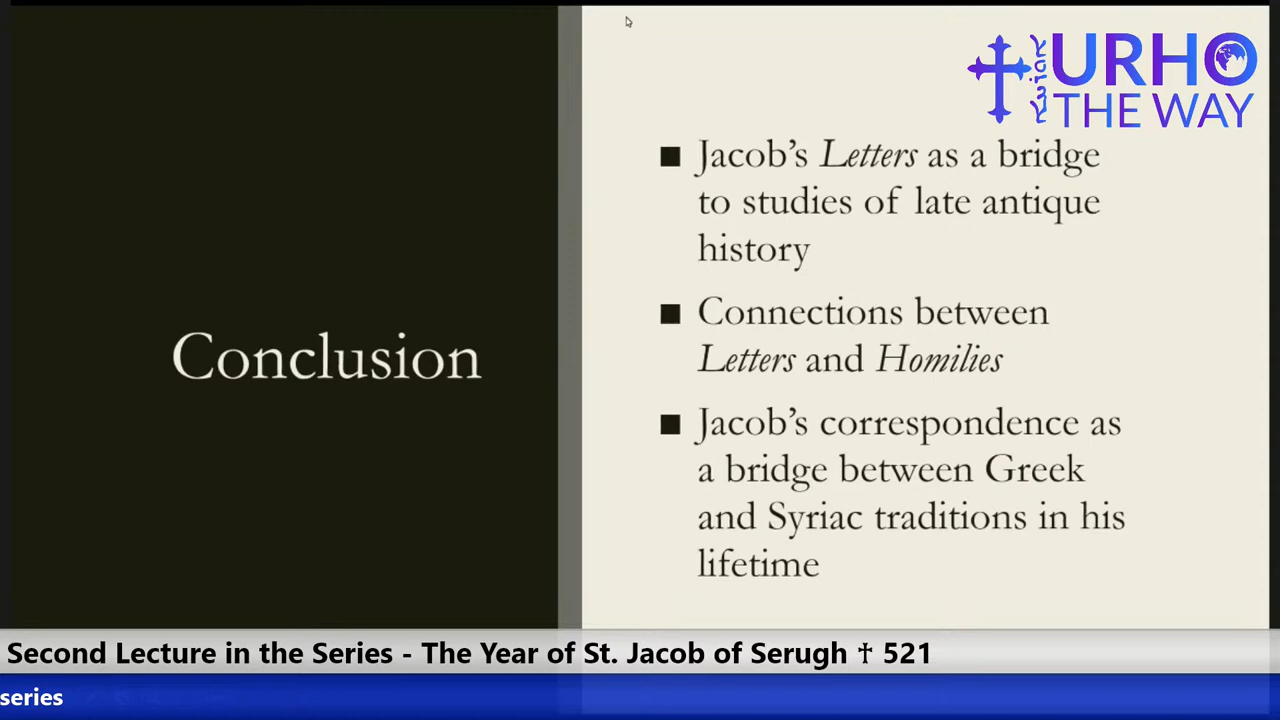 ܐܘܪܚܐ
URHO
THE WAY
Conclusion
■ Jacob’s Letters as a bridge
to studies of late antique
history
■ Connections between
Letters and Homilies
■ Jacob’s correspondence as
a bridge between Greek
and Syriac traditions in his
lifetime
Second Lecture in the Series - The Year of St. Jacob of Serugh ♰ 521
series